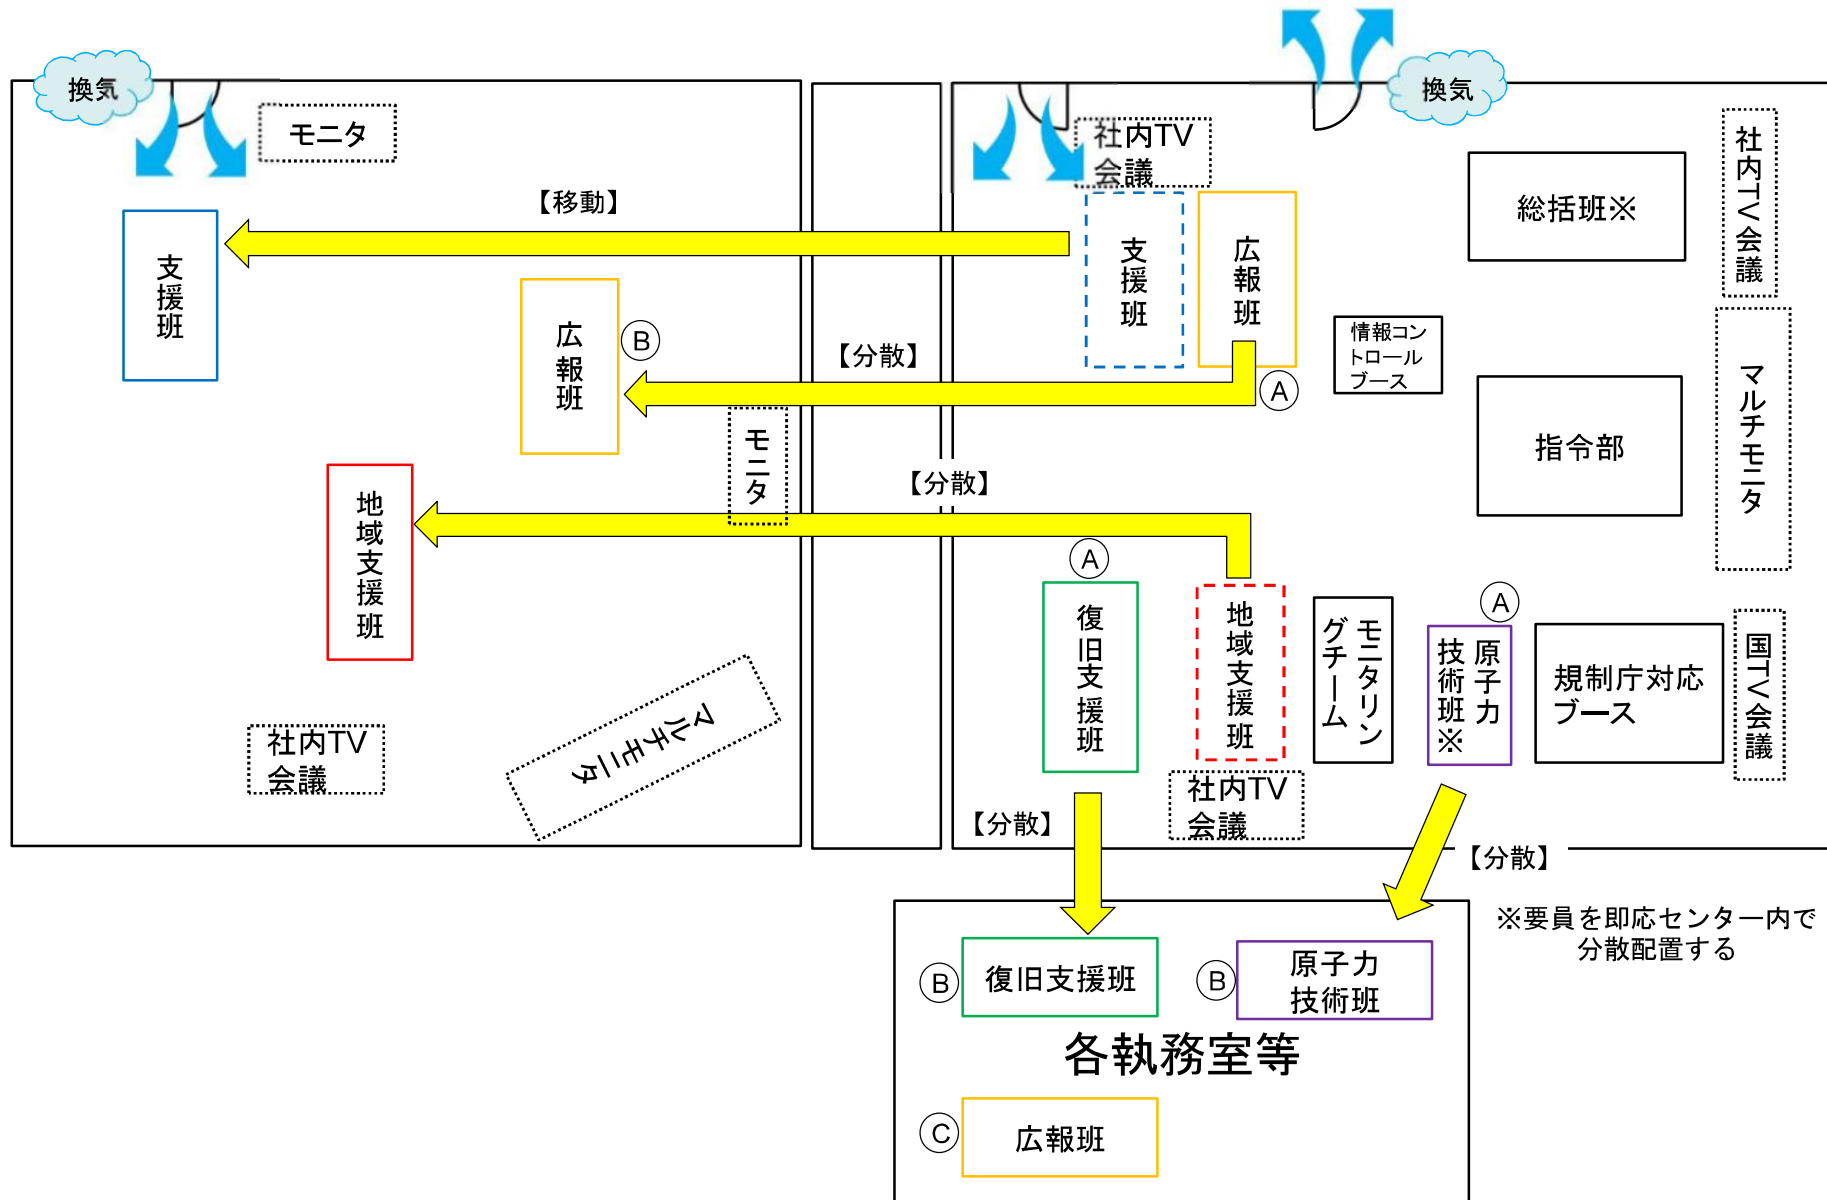 換気
モニタ
【移動】
支援班
広報班
B
【分散】
モニタ
地域支援班
社内TV
会議
マルチモニタ
換気
社内TV
会議
支援班
広報班
A
総括班※
社内TV会議
情報コン
トロール
ブース
指令部
マルチモニタ
【分散】
A
復旧支援班
地域支援班
モニタリン
グチーム
A
原子力
技術班※
規制庁対応
ブース
国TV会議
社内TV
会議
【分散】
【分散】
※要員を即応センター内で
分散配置する
B
復旧支援班
B
原子力
技術班
各執務室等
C
広報班